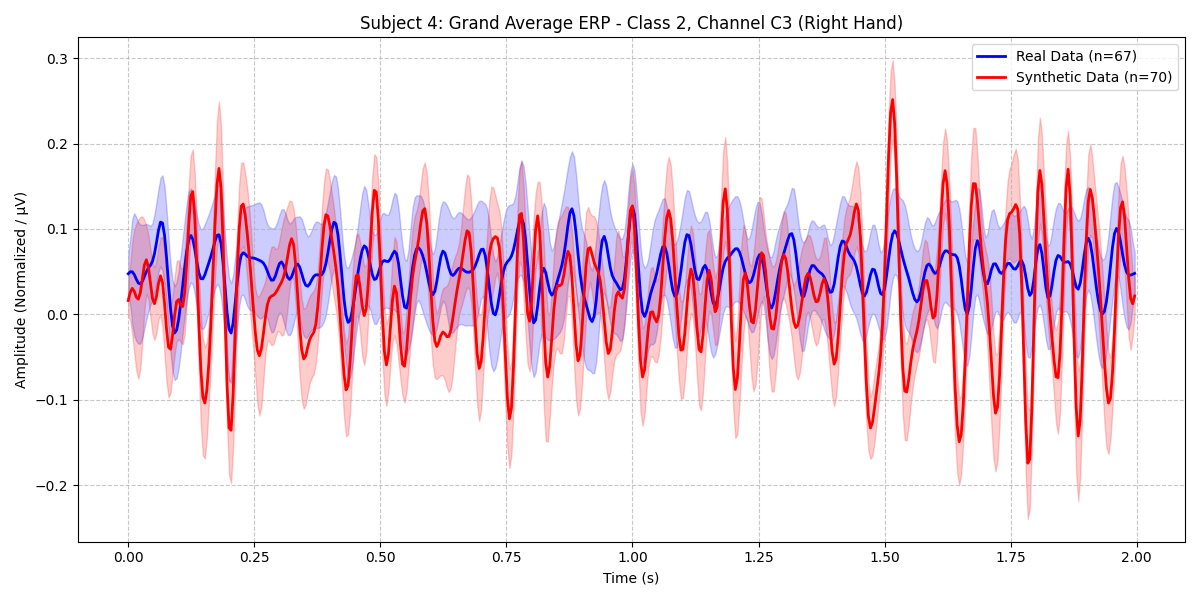 Subject 4: Grand Average ERP - Class 2, Channel C3 (Right Hand)
Real Data (n=67)
Synthetic Data (n=70)
Amplitude (Normalized / µV)
0.3
0.2
0.1
0.0
−0.1
−0.2
0.00 0.25 0.50 0.75 1.00 1.25 1.50 1.75 2.00
Time (s)